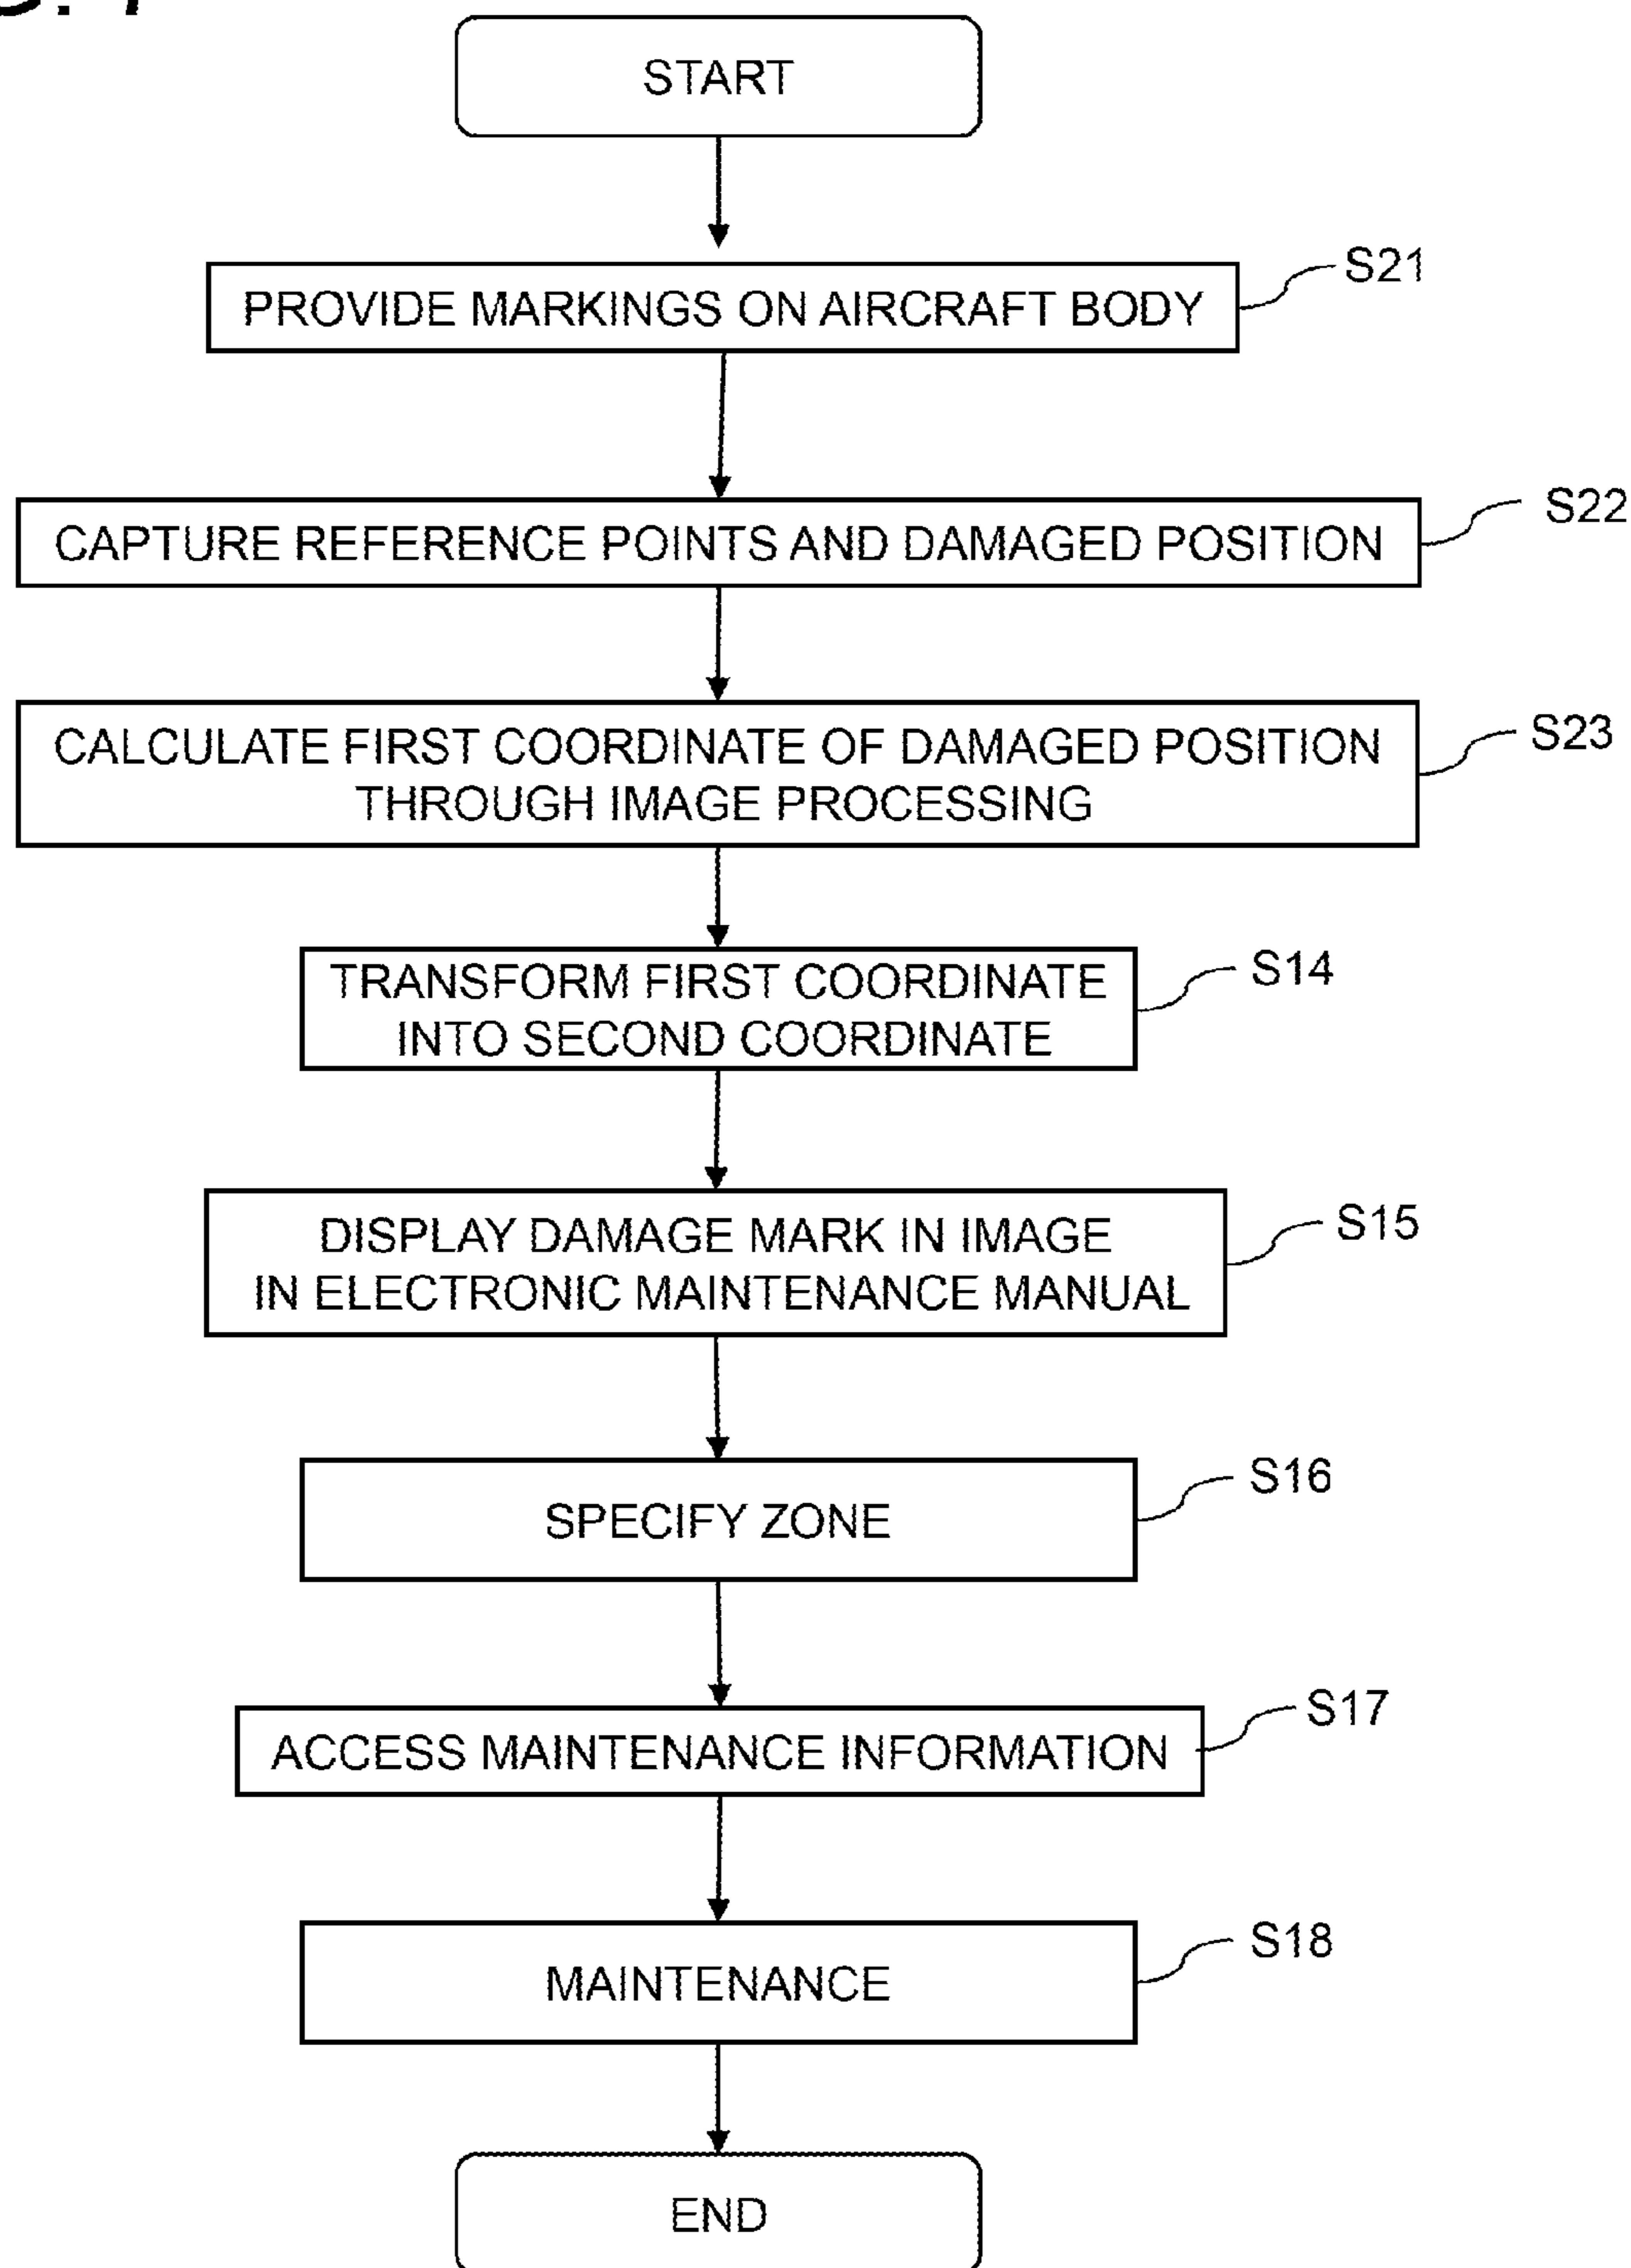 START
S21
PROVIDE MARKINGS ON AIRCRAFT BODY
S22
CAPTURE REFERENCE POINTS AND DAMAGED POSITION
S23
CALCULATE FIRST COORDINATE OF DAMAGED POSITION
THROUGH IMAGE PROCESSING
S14
TRANSFORM FIRST COORDINATE
INTO SECOND COORDINATE
S15
DISPLAY DAMAGE MARK IN IMAGE
IN ELECTRONIC MAINTENANCE MANUAL
S16
SPECIFY ZONE
S17
ACCESS MAINTENANCE INFORMATION
S18
MAINTENANCE
END